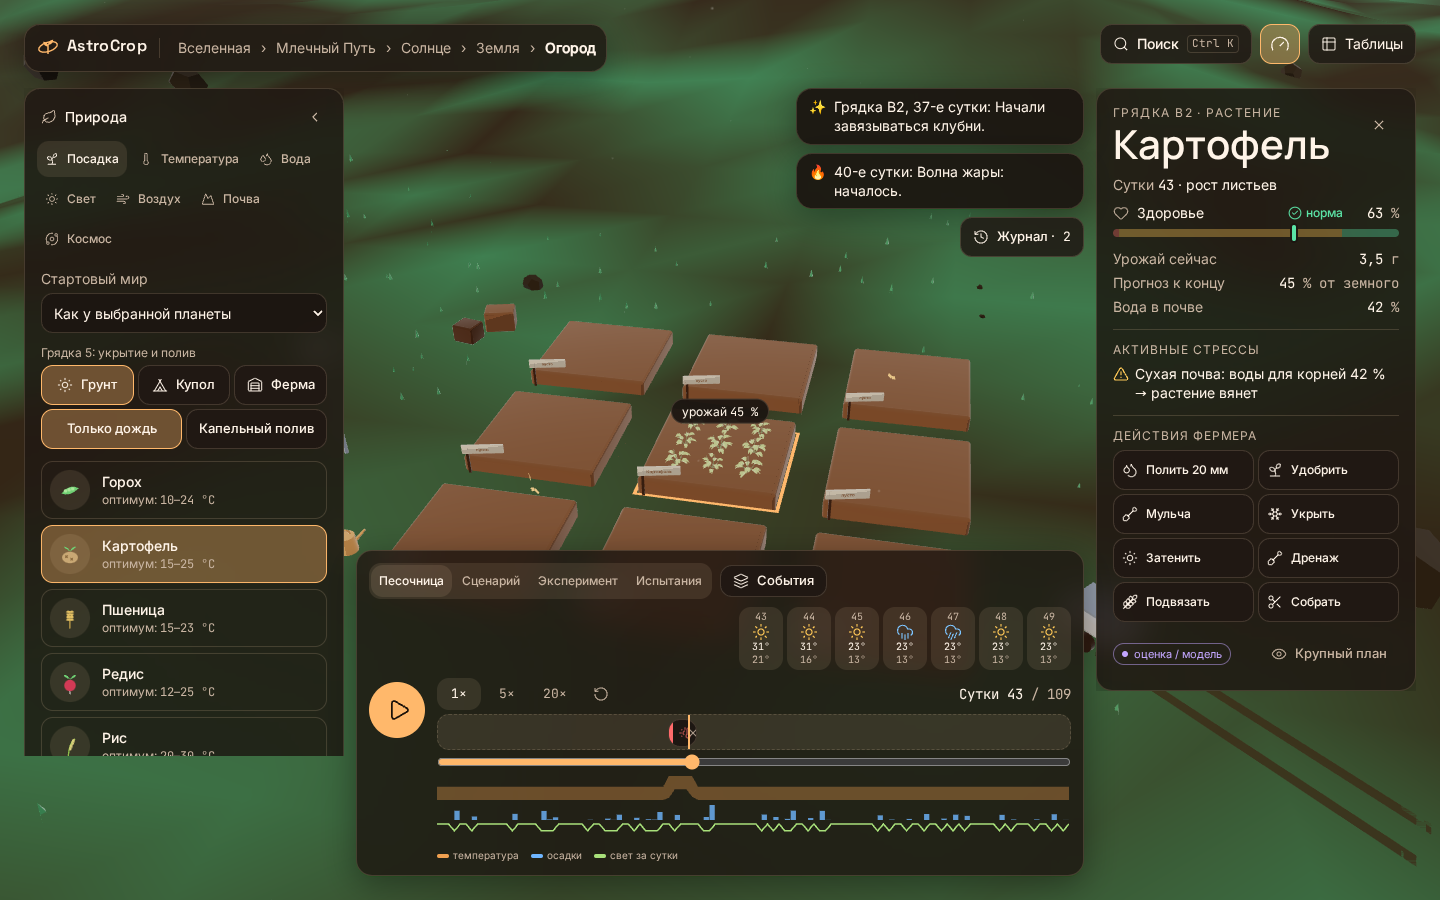 AstroCrop
Вселенная › Млечный Путь › Солнце › Земля › Огород
Поиск Ctrl K
Таблицы
Природа
Посадка Температура Вода
Свет Воздух Почва
Космос
Стартовый мир
Как у выбранной планеты
Грядка 5: укрытие и полив
Грунт Купол Ферма
Только дождь Капельный полив
Горох
оптимум: 10–24 °C
Картофель
оптимум: 15–25 °C
Пшеница
оптимум: 15–23 °C
Редис
оптимум: 12–25 °C
Рис
оптимум: 20–30 °C
Грядка B2, 37-е сутки: Начали
завязываться клубни.
40-е сутки: Волна жары:
началось.
Журнал · 2
урожай 45 %
Песочница Сценарий Эксперимент Испытания События
43 44 45 46 47 48 49
31° 31° 23° 23° 23° 23° 23°
21° 16° 13° 13° 13° 13° 13°
1× 5× 20×
Сутки 43 / 109
температура осадки свет за сутки
ГРЯДКА B2 · РАСТЕНИЕ
Картофель
Сутки 43 · рост листьев
Здоровье норма 63 %
Урожай сейчас 3,5 г
Прогноз к концу 45 % от земного
Вода в почве 42 %
АКТИВНЫЕ СТРЕССЫ
Сухая почва: воды для корней 42 %
→ растение вянет
ДЕЙСТВИЯ ФЕРМЕРА
Полить 20 мм Удобрить
Мульча Укрыть
Затенить Дренаж
Подвязать Собрать
оценка / модель Крупный план